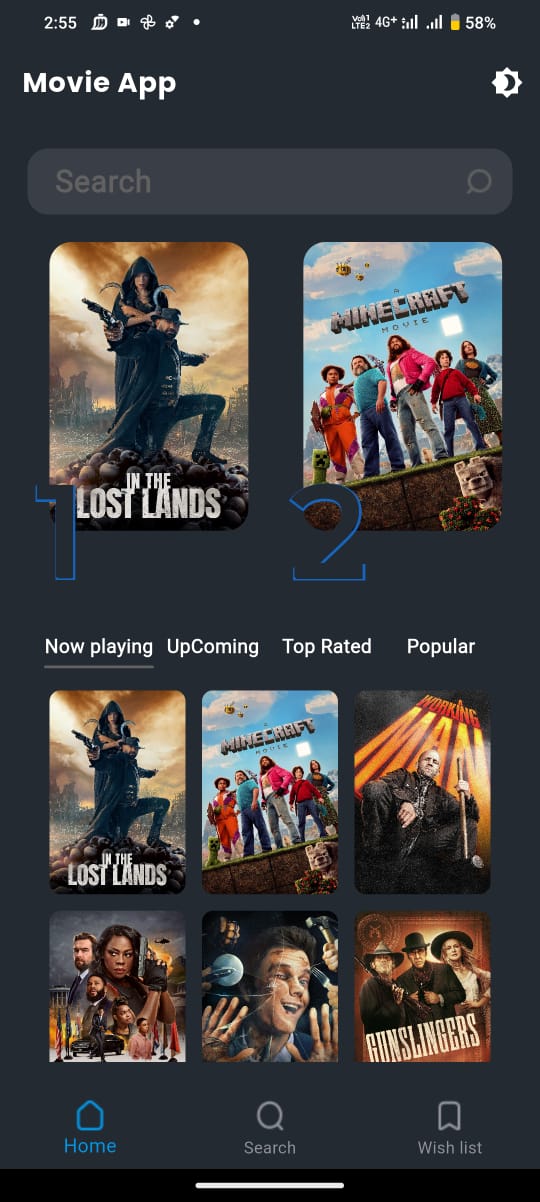 2:55
Vo)) 1
LTE2
4G+
58%
Movie App
Search
IN THE
LOST LANDS
A
MINECRAFT
MOVIE
1
2
Now playing UpComing Top Rated Popular
IN THE
LOST LANDS
A
MINECRAFT
MOVIE
A
WORKING
MAN
GUNSLINGERS
Home Search Wish list